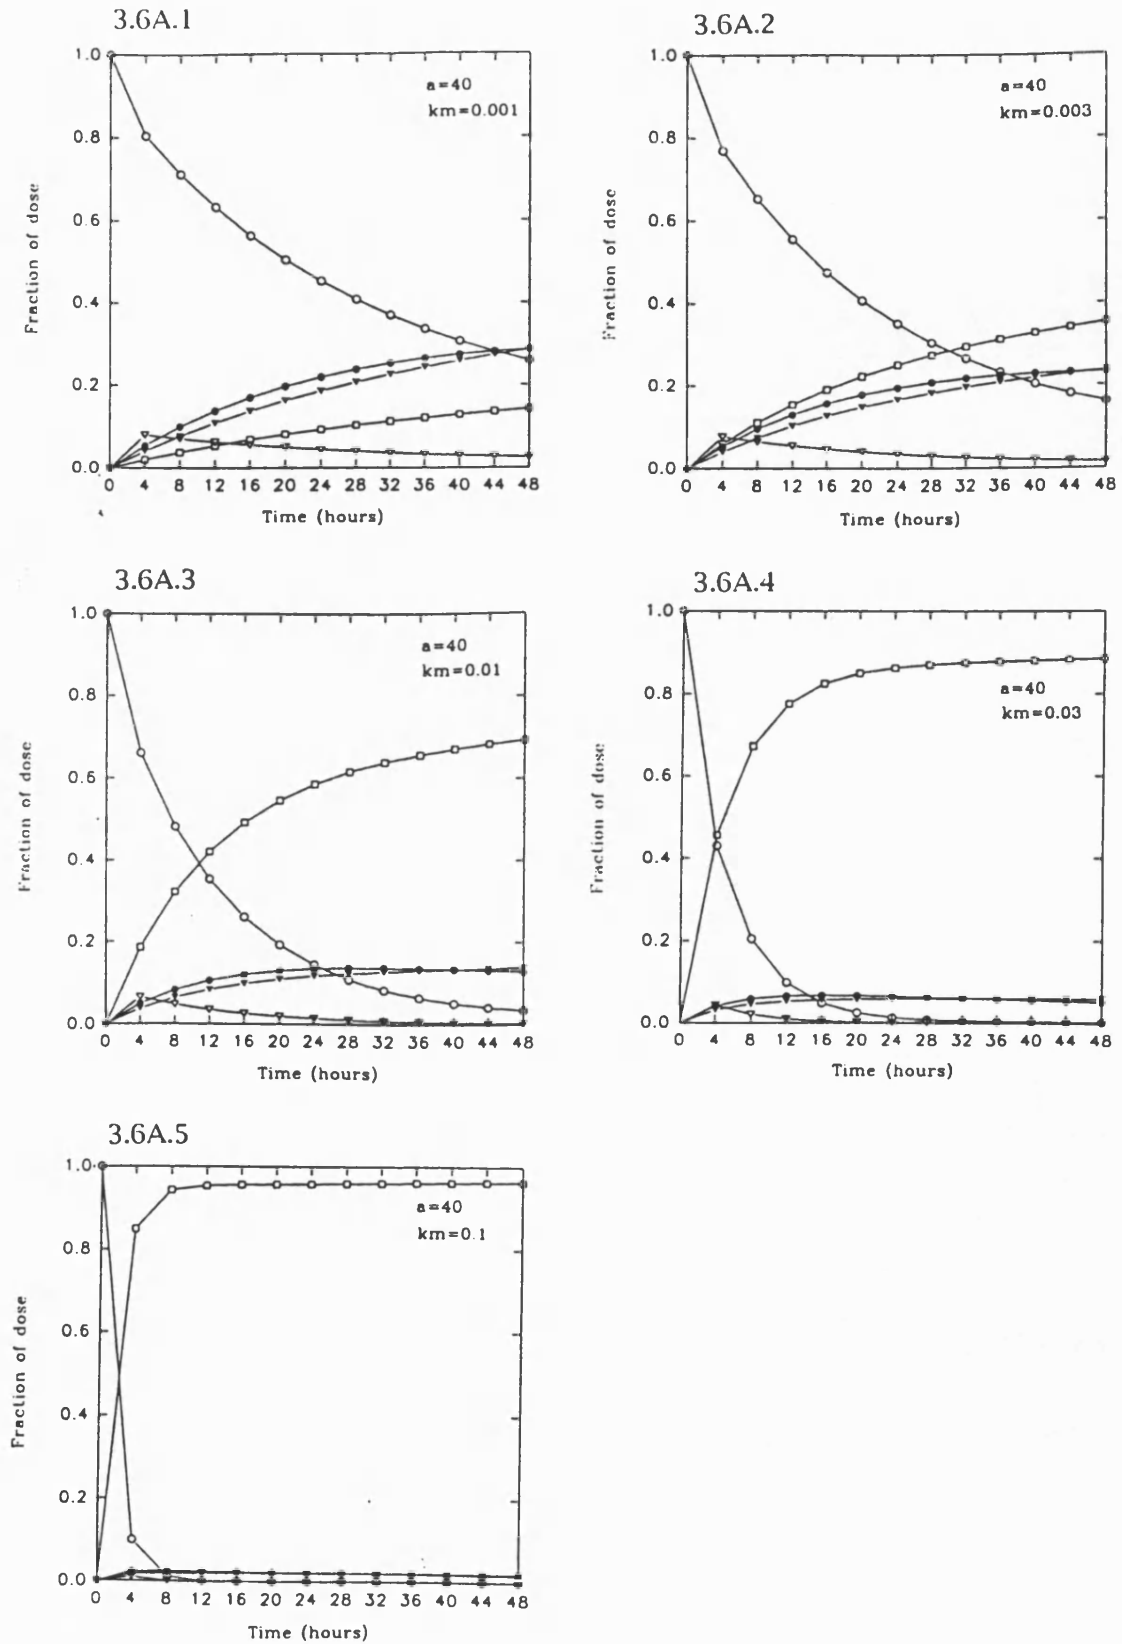 3.6A.1
1.0
0.8
0.6
0.4
0.2
0.0
Fraction of dose
a=40
km=0.001
0 4 8 12 16 20 24 28 32 36 40 44 48
Time (hours)
3.6A.2
1.0
0.8
0.6
0.4
0.2
0.0
Fraction of dose
a=40
km=0.003
0 4 8 12 16 20 24 28 32 36 40 44 48
Time (hours)
3.6A.3
1.0
0.8
0.6
0.4
0.2
0.0
Fraction of dose
a=40
km=0.01
0 4 8 12 16 20 24 28 32 36 40 44 48
Time (hours)
3.6A.4
1.0
0.8
0.6
0.4
0.2
0.0
Fraction of dose
a=40
km=0.03
0 4 8 12 16 20 24 28 32 36 40 44 48
Time (hours)
3.6A.5
1.0
0.8
0.6
0.4
0.2
0.0
Fraction of dose
a=40
km=0.1
0 4 8 12 16 20 24 28 32 36 40 44 48
Time (hours)